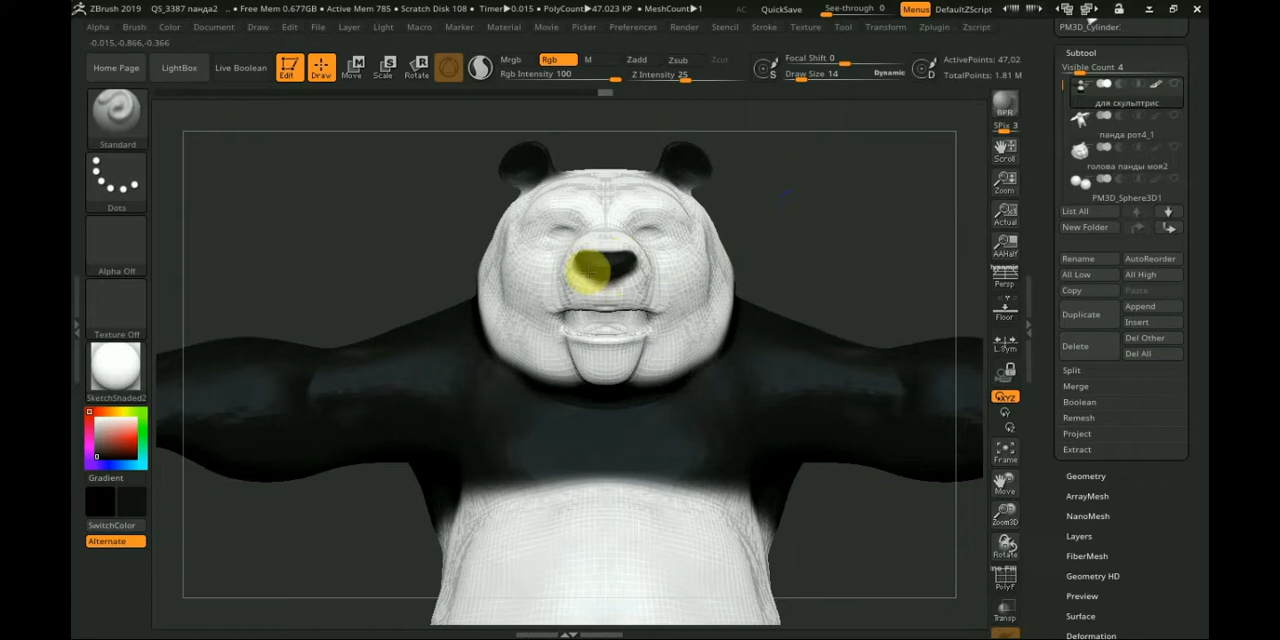 ZBrush 2019 QS_3387 панда2 .. • Free Mem 0.677GB • Active Mem 785 • Scratch Disk 108 • Timer▶0.015 • PolyCount▶47.023 KP • MeshCount▶1 AC QuickSave See-through 0 Menus DefaultZScript
Alpha Brush Color Document Draw Edit File Layer Light Macro Marker Material Movie Picker Preferences Render Stencil Stroke Texture Tool Transform Zplugin Zscript
-0.015,-0.866,-0.366
Home Page LightBox Live Boolean Edit Draw Move Scale Rotate
Mrgb Rgb M Zadd Zsub Zcut
Rgb Intensity 100 Z Intensity 25
Focal Shift 0
Draw Size 14 Dynamic
ActivePoints: 47,02
TotalPoints: 1.81 M
Standard
Dots
Alpha Off
Texture Off
SketchShaded2
Gradient
SwitchColor
Alternate
BPR
SPix 3
Scroll
Zoom
Actual
AAHalf
Dynamic
Persp
Floor
L.Sym
XYZ
Frame
Move
Zoom3D
Rotate
PolyF
Transp
PM3D_Cylinder:
Subtool
Visible Count 4
для скульптрис
панда рот4_1
голова панды моя2
PM3D_Sphere3D1
List All
New Folder
Rename AutoReorder
All Low All High
Copy Paste
Duplicate Append
Insert
Delete Del Other
Del All
Split
Merge
Boolean
Remesh
Project
Extract
Geometry
ArrayMesh
NanoMesh
Layers
FiberMesh
Geometry HD
Preview
Surface
Deformation